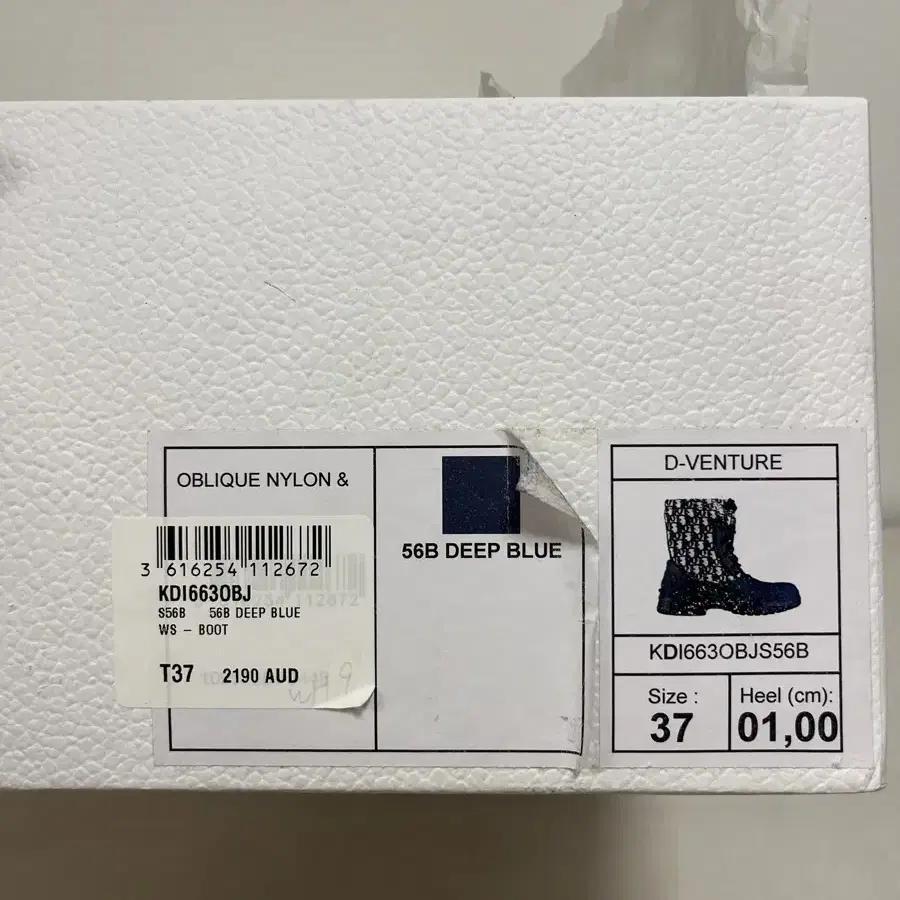 OBLIQUE NYLON &
56B DEEP BLUE
3 616254 112672
KDI663OBJ
S56B 56B DEEP BLUE
WS - BOOT
T37 2190 AUD
D-VENTURE
KDI663OBJS56B
Size : Heel (cm):
37 01,00